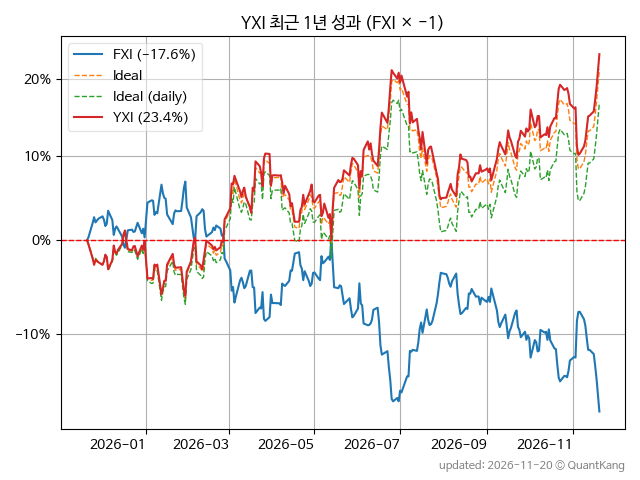 YXI 최근 1년 성과 (FXI × -1)
FXI (-17.6%)
Ideal
Ideal (daily)
YXI (23.4%)
20%
10%
0%
-10%
2026-01
2026-03
2026-05
2026-07
2026-09
2026-11
updated: 2026-11-20 © QuantKang